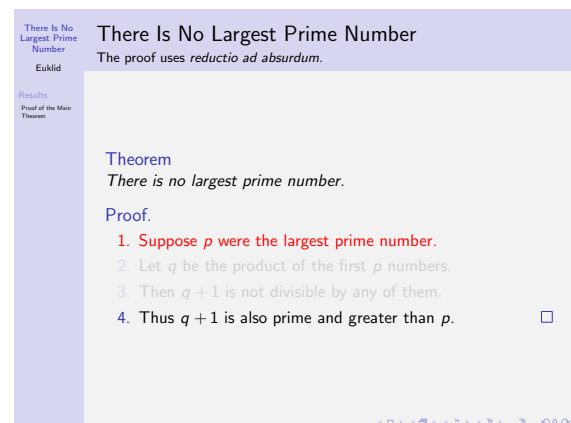 There Is No
Largest Prime
Number
Euklid
Results
Proof of the Main
Theorem
There Is No Largest Prime Number
The proof uses reductio ad absurdum.
Theorem
There is no largest prime number.
Proof.
1. Suppose p were the largest prime number.
2. Let q be the product of the first p numbers.
3. Then q + 1 is not divisible by any of them.
4. Thus q + 1 is also prime and greater than p. □